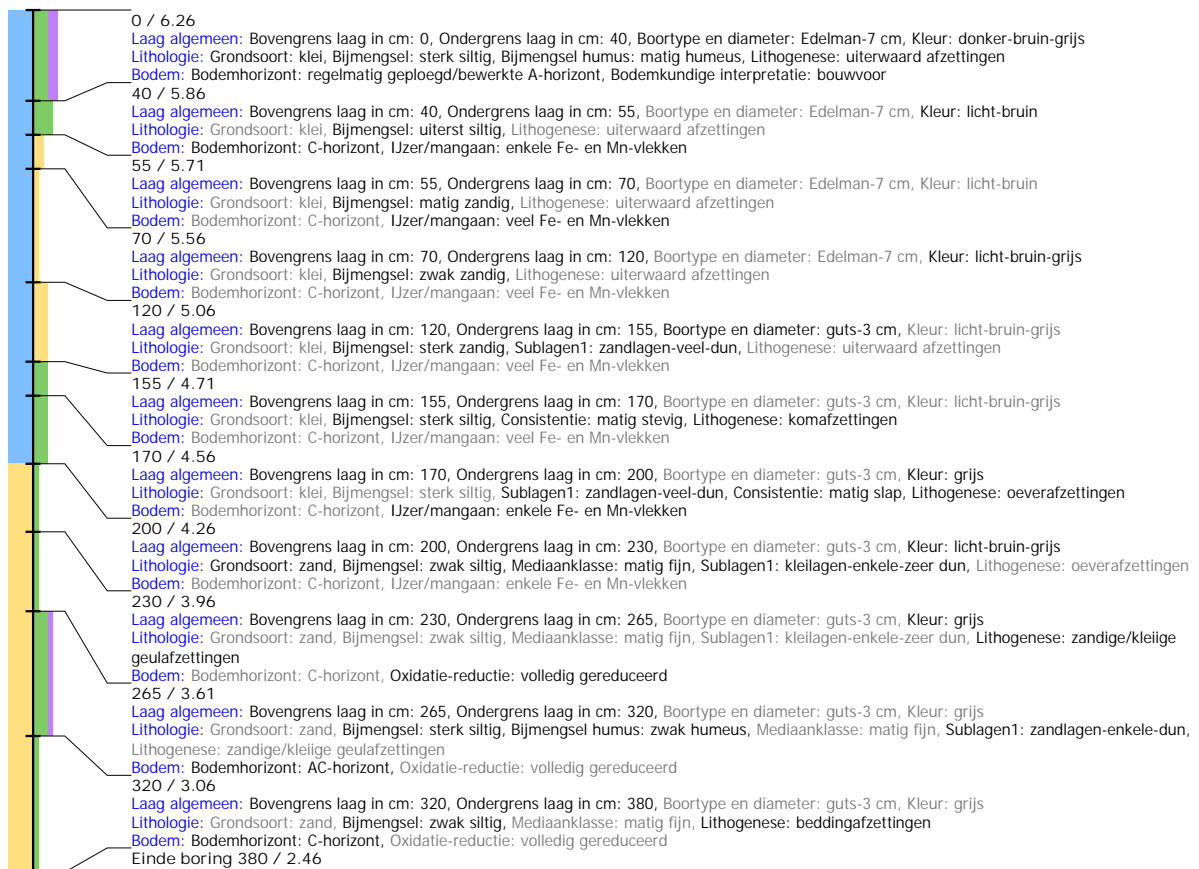 0 / 6.26
Laag algemeen: Bovengrens laag in cm: 0, Ondergrens laag in cm: 40, Boortype en diameter: Edelman-7 cm, Kleur: donker-bruin-grijs
Lithologie: Grondsoort: klei, Bijmengsel: sterk siltig, Bijmengsel humus: matig humeus, Lithogenese: uiterwaard afzettingen
Bodem: Bodemhorizont: regelmatig geploegd/bewerkte A-horizont, Bodemkundige interpretatie: bouwvoor
40 / 5.86
Laag algemeen: Bovengrens laag in cm: 40, Ondergrens laag in cm: 55, Boortype en diameter: Edelman-7 cm, Kleur: licht-bruin
Lithologie: Grondsoort: klei, Bijmengsel: uiterst siltig, Lithogenese: uiterwaard afzettingen
Bodem: Bodemhorizont: C-horizont, IJzer/mangaan: enkele Fe- en Mn-vlekken
55 / 5.71
Laag algemeen: Bovengrens laag in cm: 55, Ondergrens laag in cm: 70, Boortype en diameter: Edelman-7 cm, Kleur: licht-bruin
Lithologie: Grondsoort: klei, Bijmengsel: matig zandig, Lithogenese: uiterwaard afzettingen
Bodem: Bodemhorizont: C-horizont, IJzer/mangaan: veel Fe- en Mn-vlekken
70 / 5.56
Laag algemeen: Bovengrens laag in cm: 70, Ondergrens laag in cm: 120, Boortype en diameter: Edelman-7 cm, Kleur: licht-bruin-grijs
Lithologie: Grondsoort: klei, Bijmengsel: zwak zandig, Lithogenese: uiterwaard afzettingen
Bodem: Bodemhorizont: C-horizont, IJzer/mangaan: veel Fe- en Mn-vlekken
120 / 5.06
Laag algemeen: Bovengrens laag in cm: 120, Ondergrens laag in cm: 155, Boortype en diameter: guts-3 cm, Kleur: licht-bruin-grijs
Lithologie: Grondsoort: klei, Bijmengsel: sterk zandig, Sublagen1: zandlagen-veel-dun, Lithogenese: uiterwaard afzettingen
Bodem: Bodemhorizont: C-horizont, IJzer/mangaan: veel Fe- en Mn-vlekken
155 / 4.71
Laag algemeen: Bovengrens laag in cm: 155, Ondergrens laag in cm: 170, Boortype en diameter: guts-3 cm, Kleur: licht-bruin-grijs
Lithologie: Grondsoort: klei, Bijmengsel: sterk siltig, Consistentie: matig stevig, Lithogenese: komafzettingen
Bodem: Bodemhorizont: C-horizont, IJzer/mangaan: veel Fe- en Mn-vlekken
170 / 4.56
Laag algemeen: Bovengrens laag in cm: 170, Ondergrens laag in cm: 200, Boortype en diameter: guts-3 cm, Kleur: grijs
Lithologie: Grondsoort: klei, Bijmengsel: sterk siltig, Sublagen1: zandlagen-veel-dun, Consistentie: matig slap, Lithogenese: oeverafzettingen
Bodem: Bodemhorizont: C-horizont, IJzer/mangaan: enkele Fe- en Mn-vlekken
200 / 4.26
Laag algemeen: Bovengrens laag in cm: 200, Ondergrens laag in cm: 230, Boortype en diameter: guts-3 cm, Kleur: licht-bruin-grijs
Lithologie: Grondsoort: zand, Bijmengsel: zwak siltig, Mediaanklasse: matig fijn, Sublagen1: kleilagen-enkele-zeer dun, Lithogenese: oeverafzettingen
Bodem: Bodemhorizont: C-horizont, IJzer/mangaan: enkele Fe- en Mn-vlekken
230 / 3.96
Laag algemeen: Bovengrens laag in cm: 230, Ondergrens laag in cm: 265, Boortype en diameter: guts-3 cm, Kleur: grijs
Lithologie: Grondsoort: zand, Bijmengsel: zwak siltig, Mediaanklasse: matig fijn, Sublagen1: kleilagen-enkele-zeer dun, Lithogenese: zandige/kleiige
geulafzettingen
Bodem: Bodemhorizont: C-horizont, Oxidatie-reductie: volledig gereduceerd
265 / 3.61
Laag algemeen: Bovengrens laag in cm: 265, Ondergrens laag in cm: 320, Boortype en diameter: guts-3 cm, Kleur: grijs
Lithologie: Grondsoort: zand, Bijmengsel: sterk siltig, Bijmengsel humus: zwak humeus, Mediaanklasse: matig fijn, Sublagen1: zandlagen-enkele-dun,
Lithogenese: zandige/kleiige geulafzettingen
Bodem: Bodemhorizont: AC-horizont, Oxidatie-reductie: volledig gereduceerd
320 / 3.06
Laag algemeen: Bovengrens laag in cm: 320, Ondergrens laag in cm: 380, Boortype en diameter: guts-3 cm, Kleur: grijs
Lithologie: Grondsoort: zand, Bijmengsel: zwak siltig, Mediaanklasse: matig fijn, Lithogenese: beddingafzettingen
Bodem: Bodemhorizont: C-horizont, Oxidatie-reductie: volledig gereduceerd
Einde boring 380 / 2.46